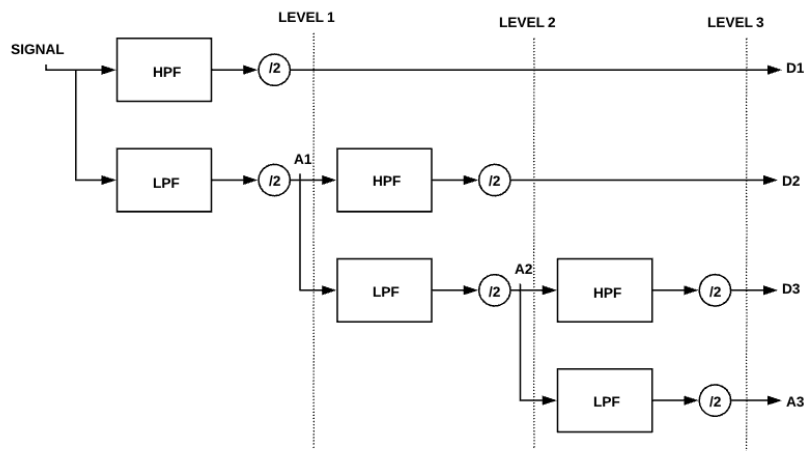 LEVEL 1
LEVEL 2
LEVEL 3
SIGNAL
HPF
/2
D1
LPF
/2
A1
HPF
/2
D2
LPF
/2
A2
HPF
/2
D3
LPF
/2
A3